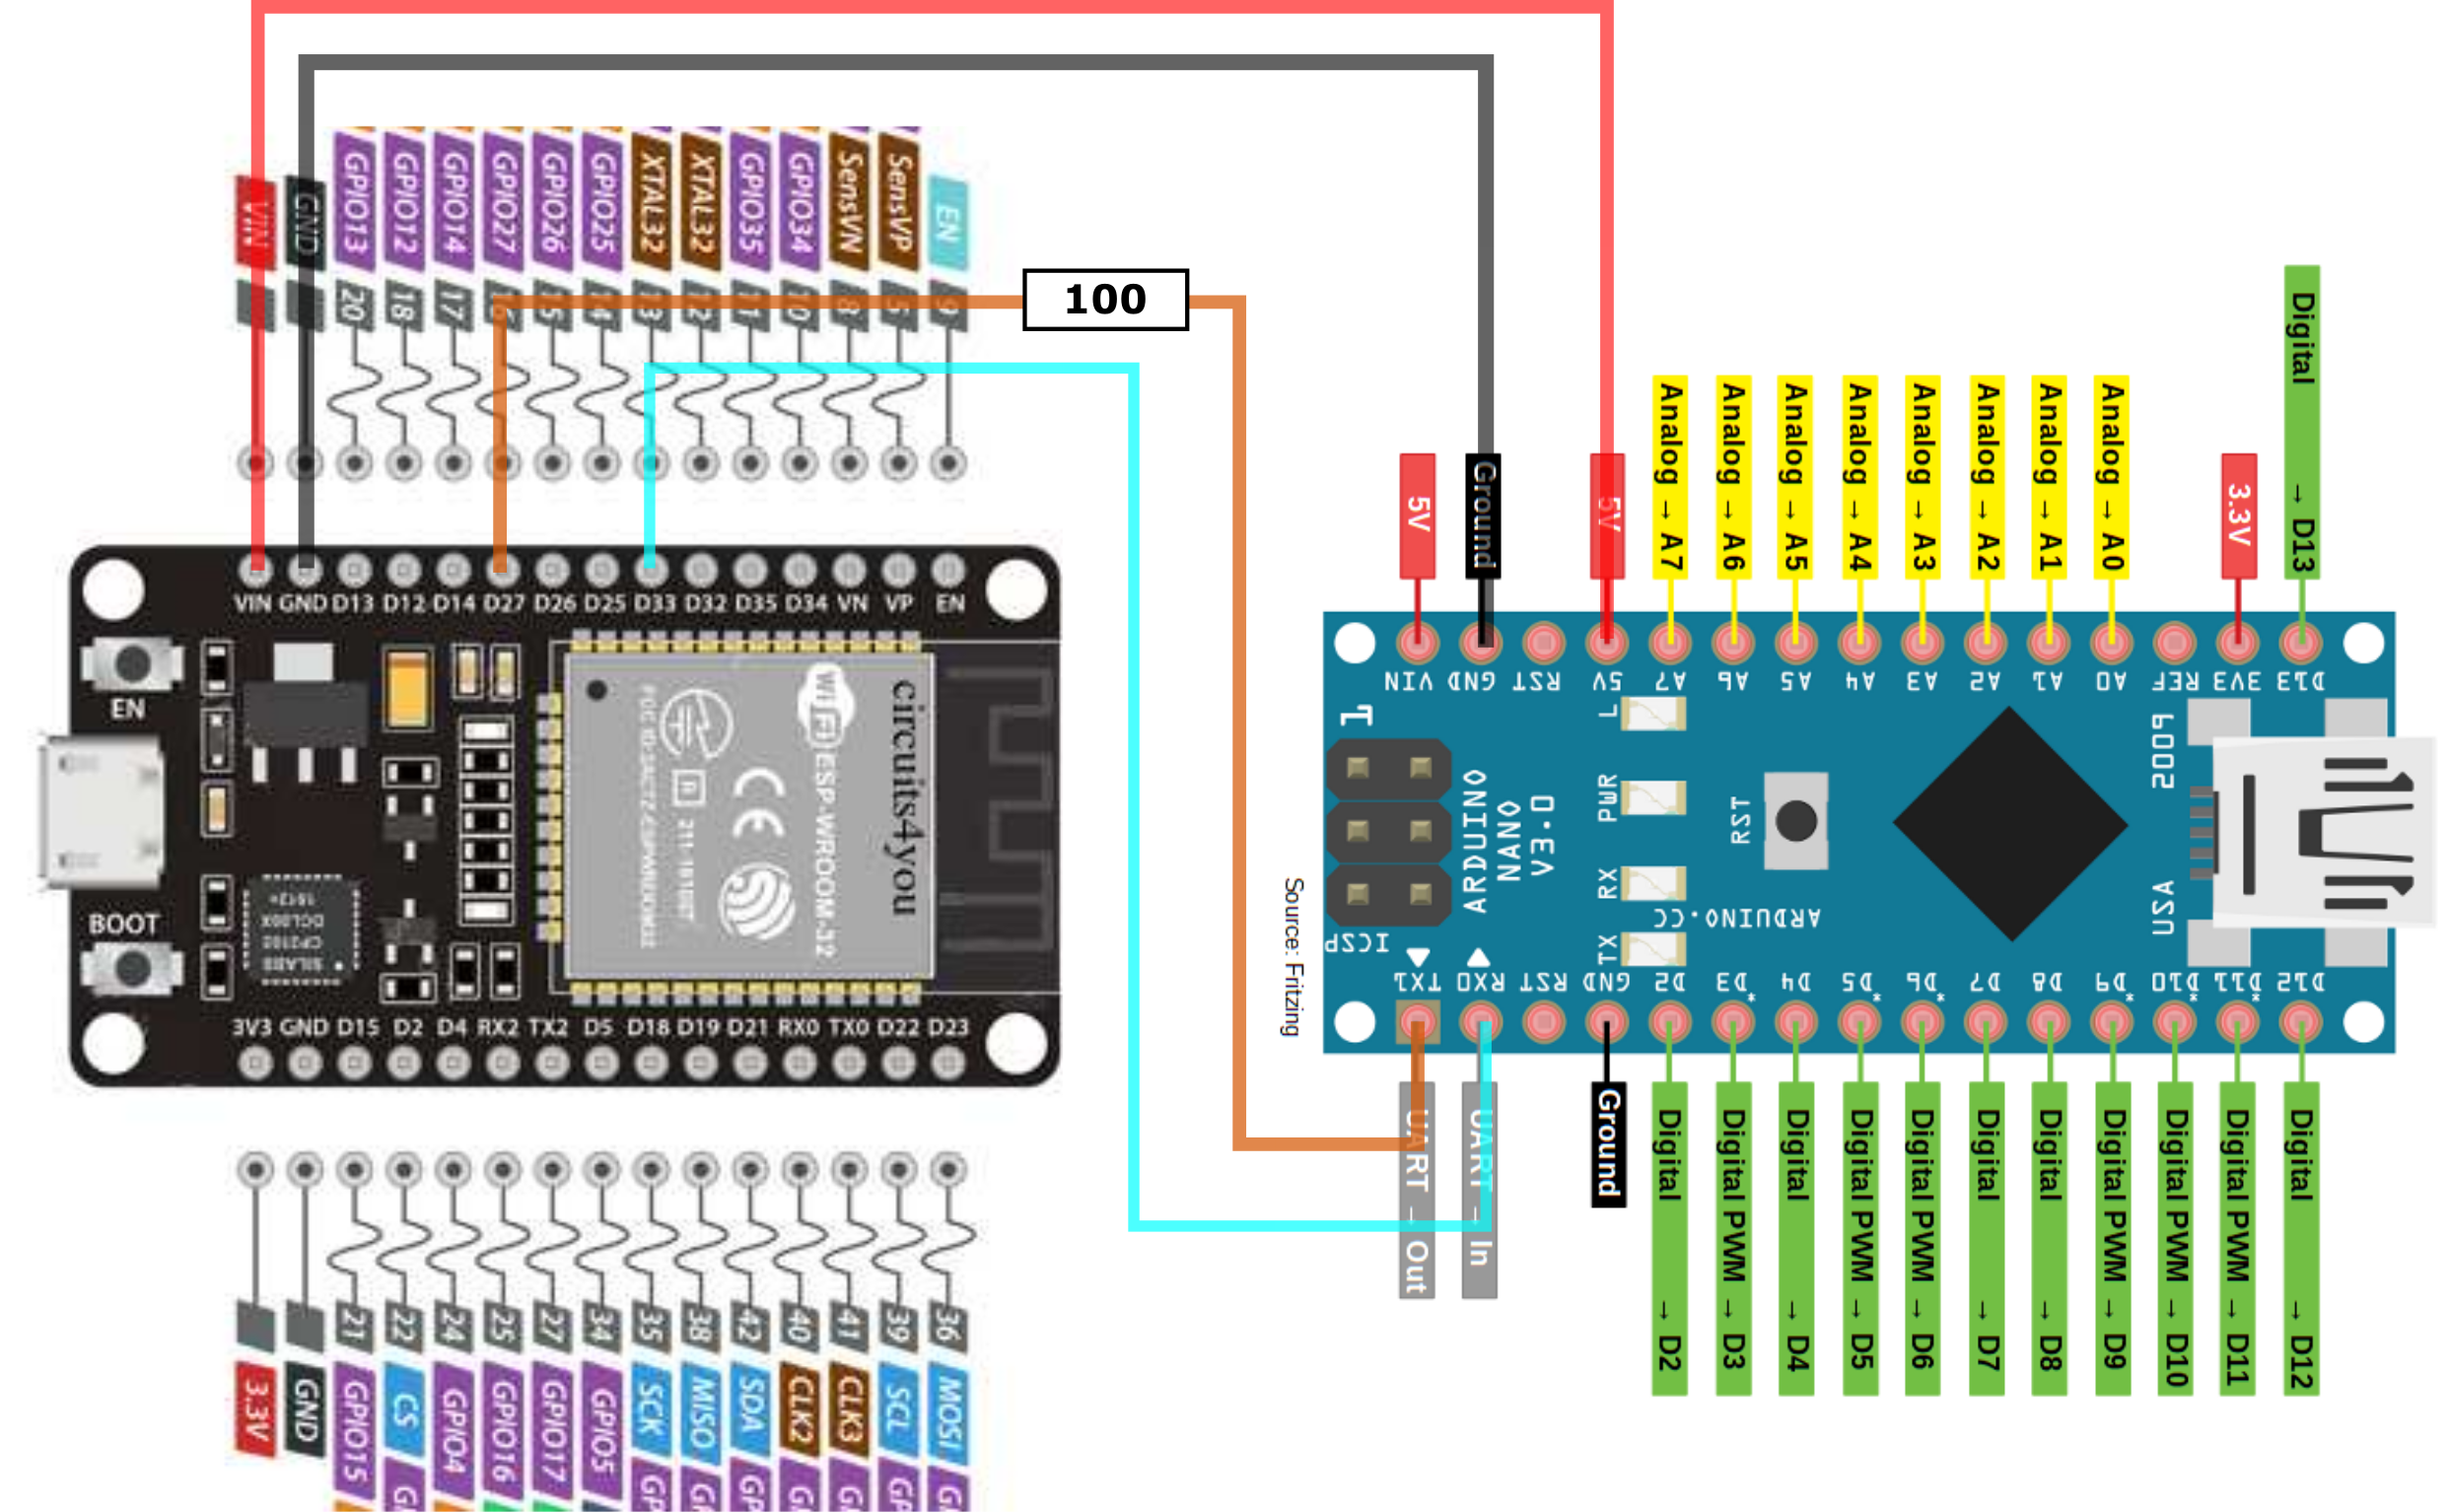 VIN
GND
GPIO13
GPIO12
GPIO14
GPIO27
GPIO26
GPIO25
XTAL32
XTAL32
GPIO35
GPIO34
SensVN
SensVP
EN
20
18
17
16
15
14
13
12
11
10
8
5
9
100
VIN GND D13 D12 D14 D27 D26 D25 D33 D32 D35 D34 VN VP EN
EN
BOOT
SILABS
CP2102
circuits4you
WiFi ESP-WROOM-32
CE
R
3V3 GND D15 D2 D4 RX2 TX2 D5 D18 D19 D21 RX0 TX0 D22 D23
21
22
24
25
27
34
35
38
42
40
41
39
36
3.3V
GND
GPIO15
CS
GPIO4
GPIO16
GPIO17
GPIO5
SCK
MISO
SDA
CLK2
CLK3
SCL
MOSI
5V
Ground
5V
Analog → A7
Analog → A6
Analog → A5
Analog → A4
Analog → A3
Analog → A2
Analog → A1
Analog → A0
3.3V
Digital → D13
VIN GND RST 5V A7 A6 A5 A4 A3 A2 A1 A0 REF 3V3 D13
1
L
PWR
RX
TX
RST
ARDUINO
NANO
V3.0
ARDUINO.CC
2009
USA
ICSP
TX1 RX0 RST GND D2 D3* D4 D5* D6* D7 D8 D9* D10* D11* D12
Source: Fritzing
UART → Out
UART → In
Ground
Digital → D2
Digital PWM → D3
Digital → D4
Digital PWM → D5
Digital PWM → D6
Digital → D7
Digital → D8
Digital PWM → D9
Digital PWM → D10
Digital PWM → D11
Digital → D12